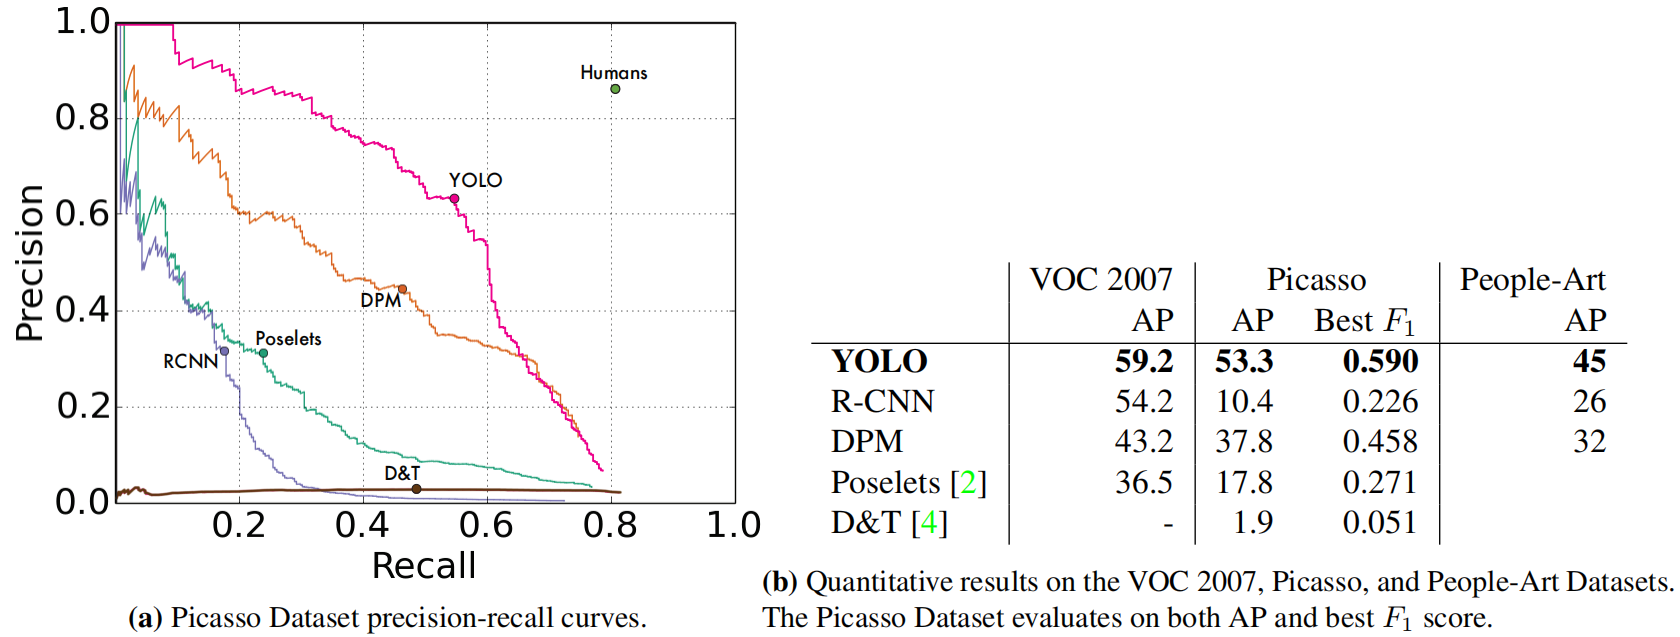 1.0
0.8
0.6
0.4
0.2
0.0
Precision
Humans
YOLO
DPM
Poselets
RCNN
D&T
0.2 0.4 0.6 0.8 1.0
Recall
(a) Picasso Dataset precision-recall curves.
VOC 2007 Picasso People-Art
AP AP Best F1 AP
YOLO 59.2 53.3 0.590 45
R-CNN 54.2 10.4 0.226 26
DPM 43.2 37.8 0.458 32
Poselets [2] 36.5 17.8 0.271
D&T [4] - 1.9 0.051
(b) Quantitative results on the VOC 2007, Picasso, and People-Art Datasets.
The Picasso Dataset evaluates on both AP and best F1 score.